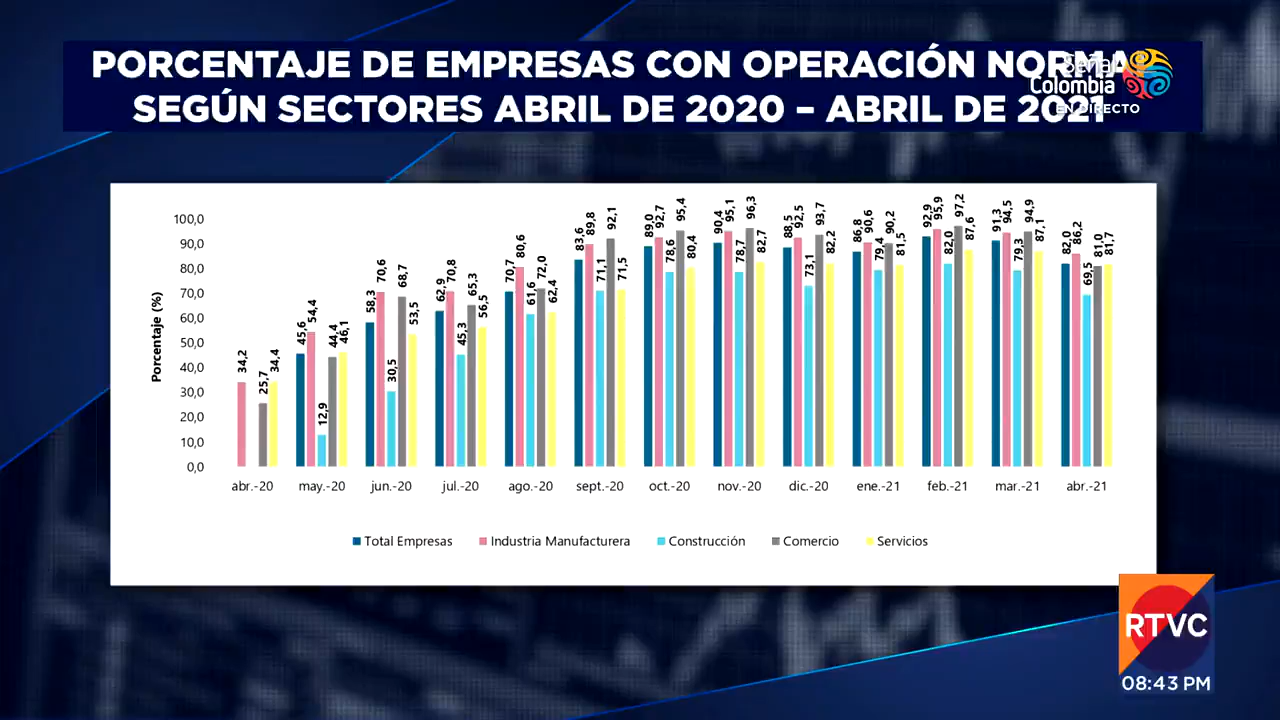 PORCENTAJE DE EMPRESAS CON OPERACIÓN NORMA
SEGÚN SECTORES ABRIL DE 2020 – ABRIL DE 2021
Señal
Colombia
EN DIRECTO
Porcentaje (%)
100,0
90,0
80,0
70,0
60,0
50,0
40,0
30,0
20,0
10,0
0,0
34,2 25,7 34,4
45,6 54,4 12,9 44,4 46,1
58,3 70,6 30,5 68,7 53,5
62,9 70,8 45,3 65,3 56,5
70,7 80,6 61,6 72,0 62,4
83,6 89,8 71,1 92,1 71,5
89,0 92,7 78,6 95,4 80,4
90,4 95,1 78,7 96,3 82,7
88,5 92,5 73,1 93,7 82,2
86,8 90,6 79,4 90,2 81,5
92,9 95,9 82,0 97,2 87,6
91,3 94,5 79,3 94,9 87,1
82,0 86,2 69,5 81,0 81,7
abr.-20 may.-20 jun.-20 jul.-20 ago.-20 sept.-20 oct.-20 nov.-20 dic.-20 ene.-21 feb.-21 mar.-21 abr.-21
Total Empresas Industria Manufacturera Construcción Comercio Servicios
RTVC
08:43 PM